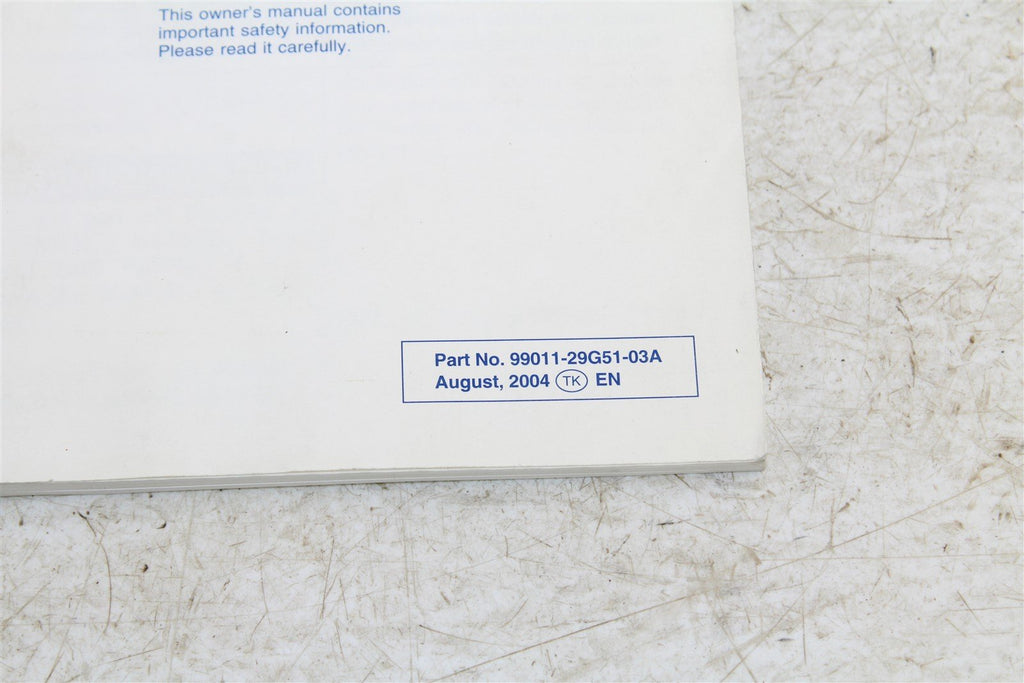 This owner's manual contains
important safety information.
Please read it carefully.
Part No. 99011-29G51-03A
August, 2004 TK EN